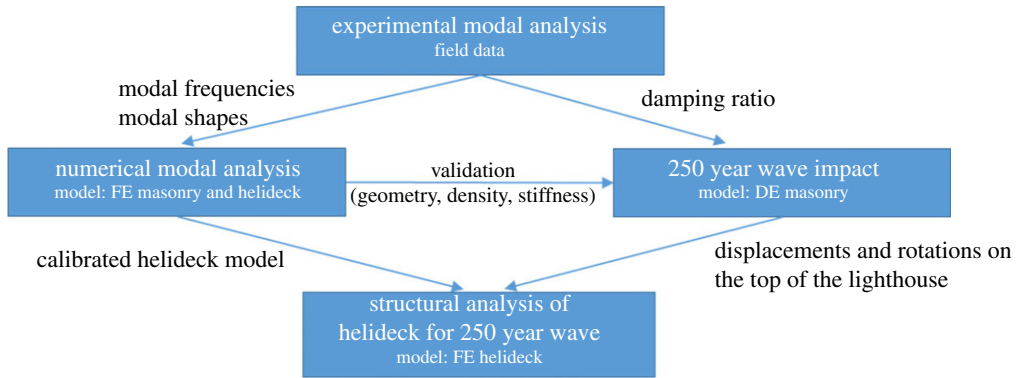 experimental modal analysis
field data
modal frequencies
modal shapes
damping ratio
numerical modal analysis
model: FE masonry and helideck
validation
(geometry, density, stiffness)
250 year wave impact
model: DE masonry
calibrated helideck model
displacements and rotations on
the top of the lighthouse
structural analysis of
helideck for 250 year wave
model: FE helideck